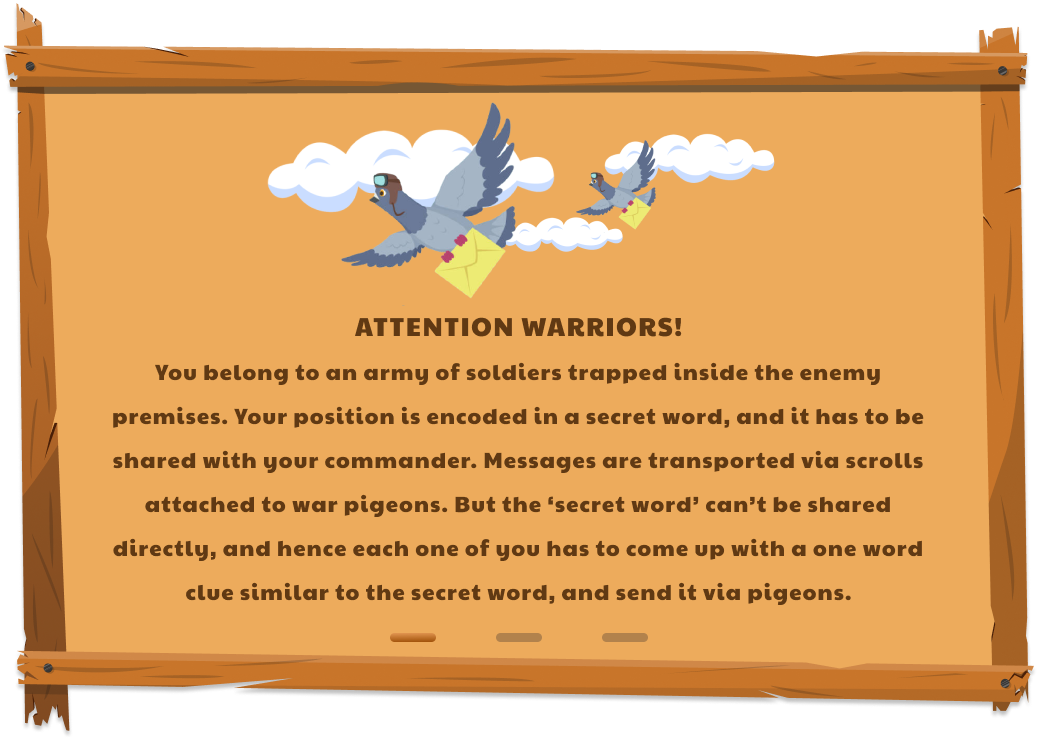 ATTENTION WARRIORS!
You belong to an army of soldiers trapped inside the enemy
premises. Your position is encoded in a secret word, and it has to be
shared with your commander. Messages are transported via scrolls
attached to war pigeons. But the ‘secret word’ can’t be shared
directly, and hence each one of you has to come up with a one word
clue similar to the secret word, and send it via pigeons.